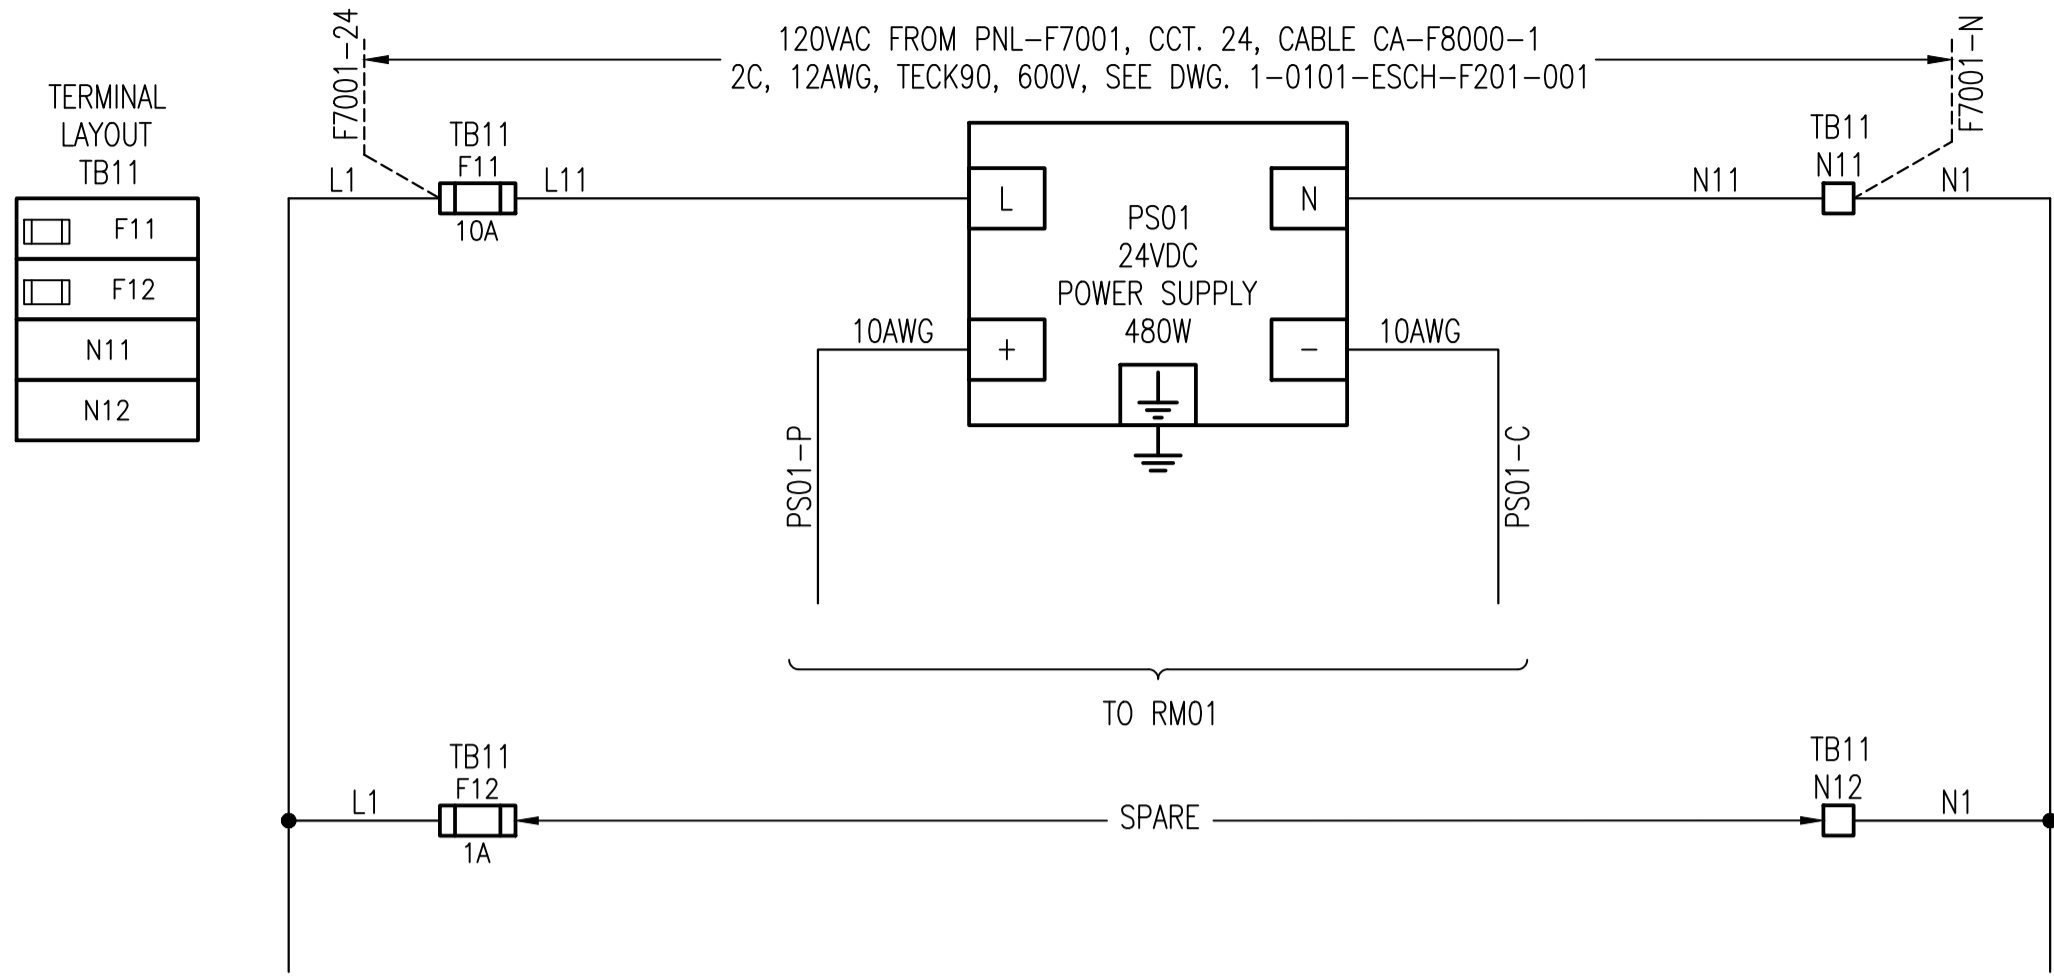 120VAC FROM PNL-F7001, CCT. 24, CABLE CA-F8000-1
2C, 12AWG, TECK90, 600V, SEE DWG. 1-0101-ESCH-F201-001
F7001-24
F7001-N
TERMINAL
LAYOUT
TB11
F11
F12
N11
N12
L1
TB11
F11
10A
L11
L
N
PS01
24VDC
POWER SUPPLY
480W
+
-
10AWG
10AWG
PS01-P
PS01-C
N11
TB11
N11
N1
TO RM01
L1
TB11
F12
1A
SPARE
TB11
N12
N1